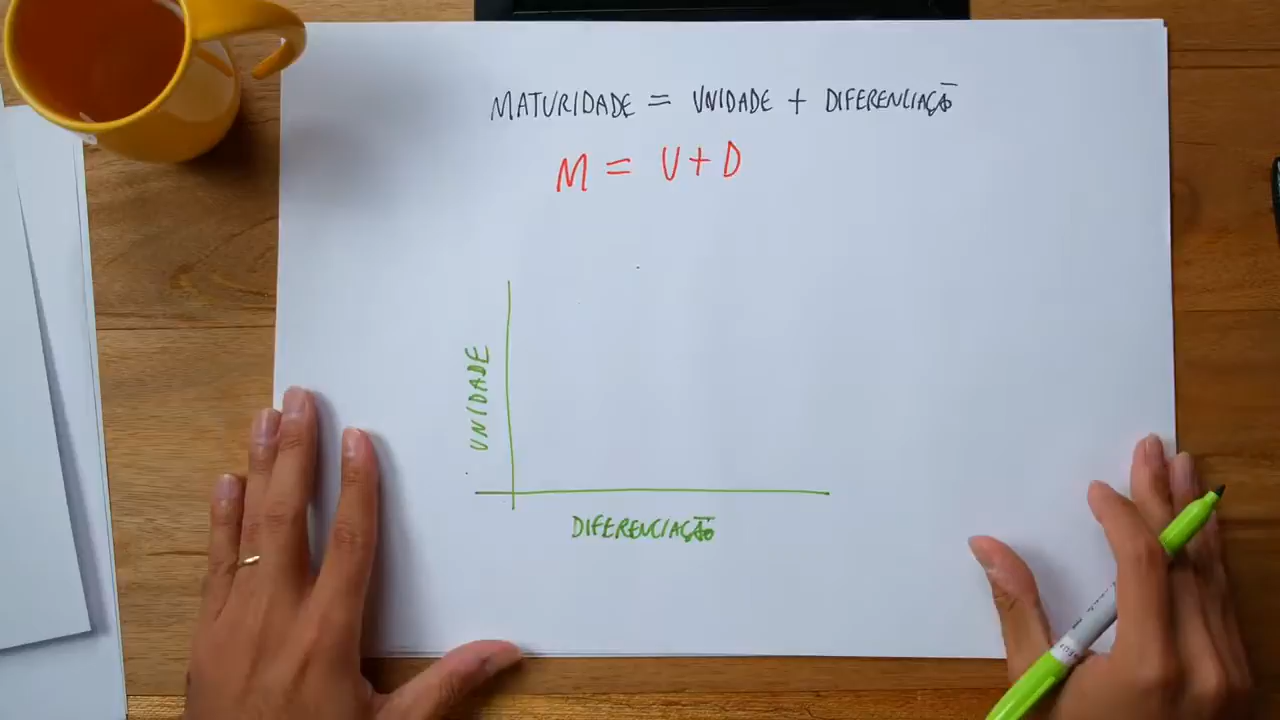 MATURIDADE = UNIDADE + DIFERENCIAÇÃO
M = U + D
UNIDADE
DIFERENCIAÇÃO